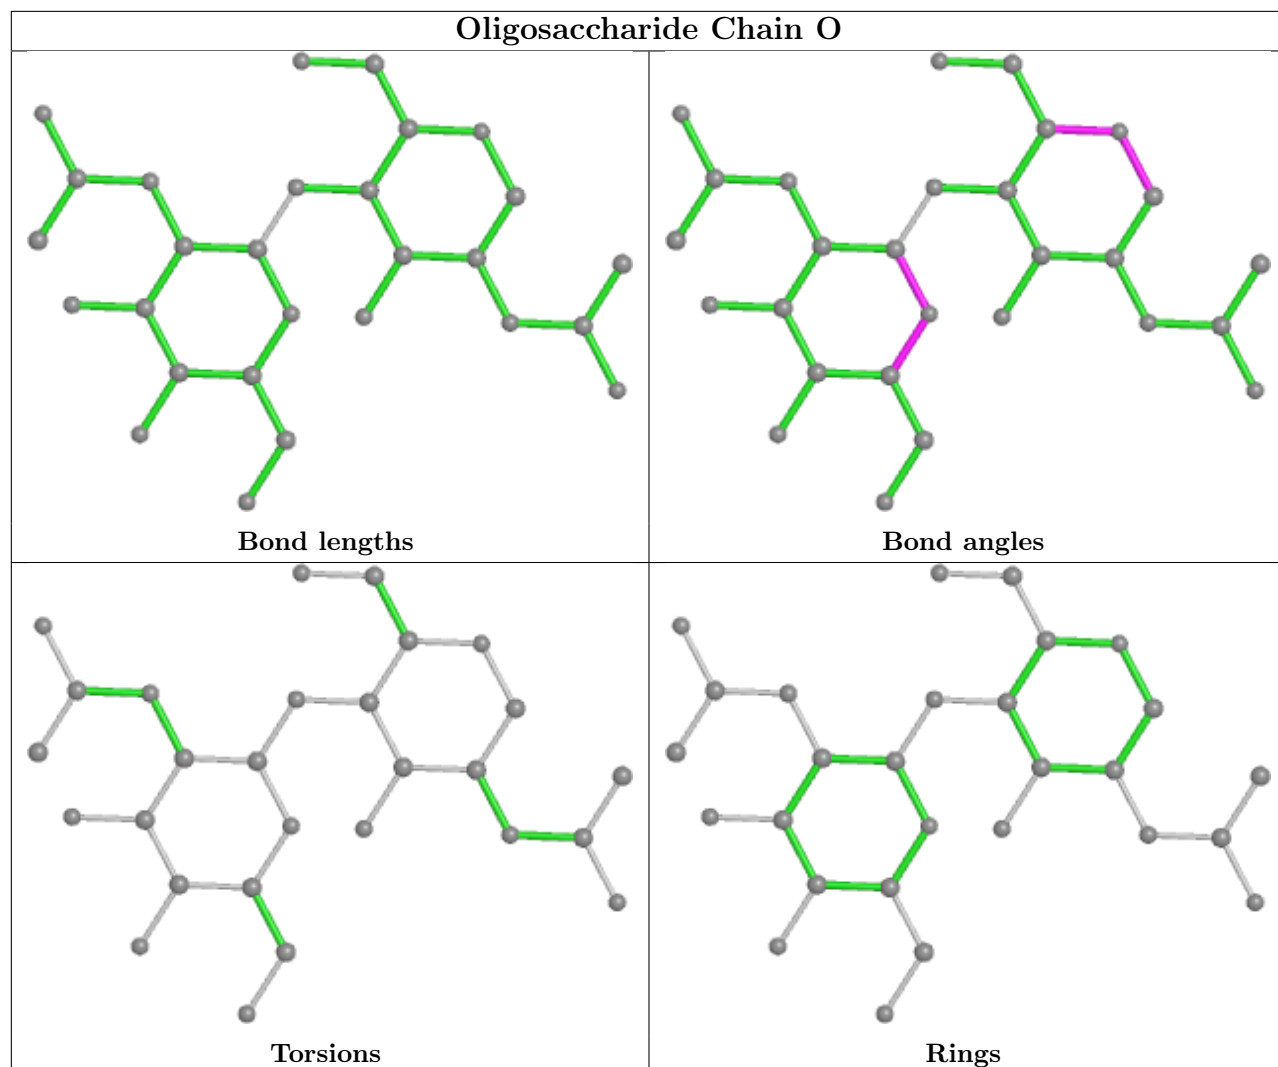 Oligosaccharide Chain O
Bond lengths
Bond angles
Torsions
Rings